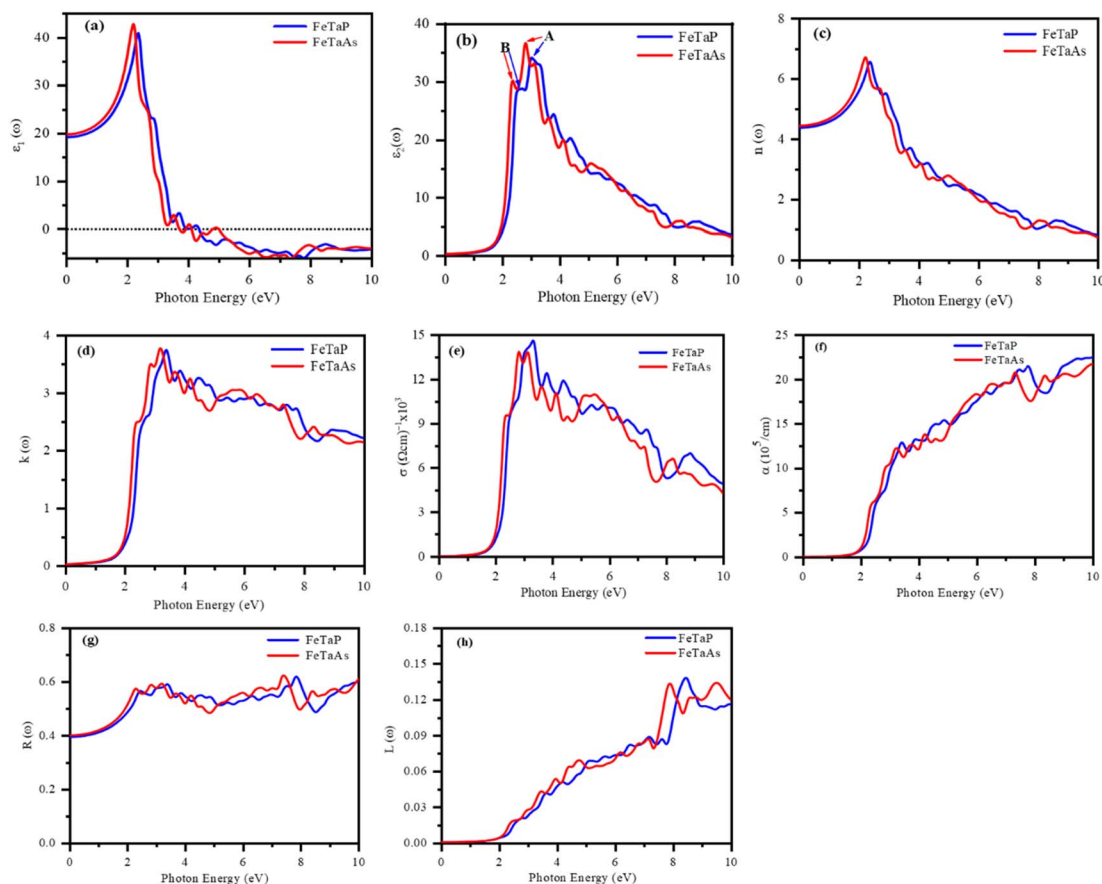 (a)
FeTaP
FeTaAs
40
30
20
10
0
10
ε₁ (ω)
0 2 4 6 8 10
Photon Energy (eV)
(b)
B
A
FeTaP
FeTaAs
40
30
20
10
0
ε₂(ω)
0 2 4 6 8 10
Photon Energy (eV)
(c)
FeTaP
FeTaAs
6
4
2
0
n (ω)
0 2 4 6 8 10
Photon Energy (eV)
(d)
FeTaP
FeTaAs
4
3
2
1
0
k (ω)
0 2 4 6 8 10
Photon Energy (eV)
(e)
FeTaP
FeTaAs
15
12
9
6
3
0
σ (Ωcm)⁻¹x10³
0 2 4 6 8 10
Photon Energy (eV)
(f)
FeTaP
FeTaAs
25
20
15
10
5
0
α (10⁵/cm)
0 2 4 6 8 10
Photon Energy (eV)
(g)
FeTaP
FeTaAs
0.8
0.6
0.4
0.2
0.0
R (ω)
0 2 4 6 8 10
Photon Energy (eV)
(h)
FeTaP
FeTaAs
0.18
0.15
0.12
0.09
0.06
0.03
0.00
L (ω)
0 2 4 6 8 10
Photon Energy (eV)